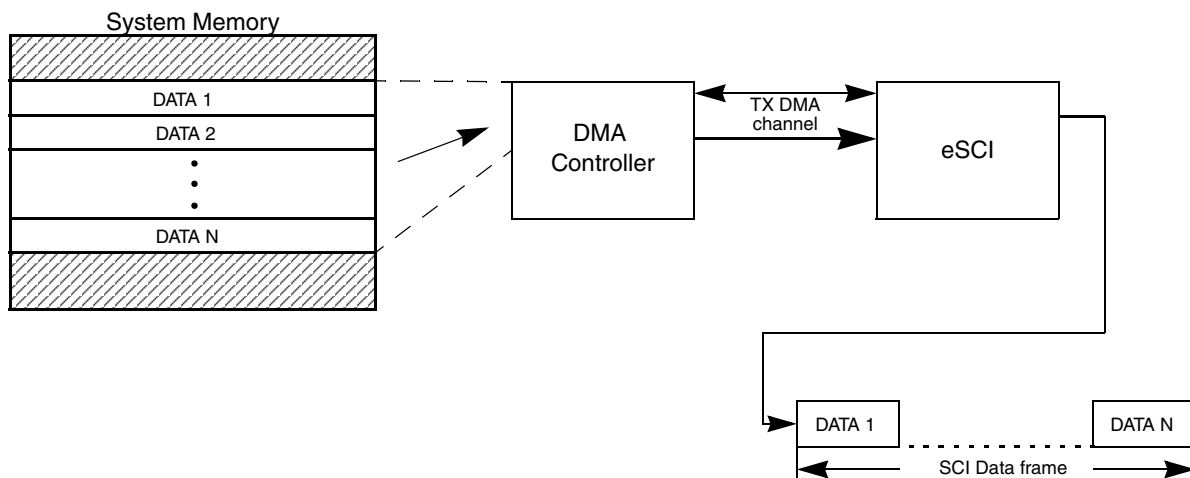 System Memory
DATA 1
DATA 2
DATA N
DMA
Controller
TX DMA
channel
eSCI
DATA 1
DATA N
SCI Data frame